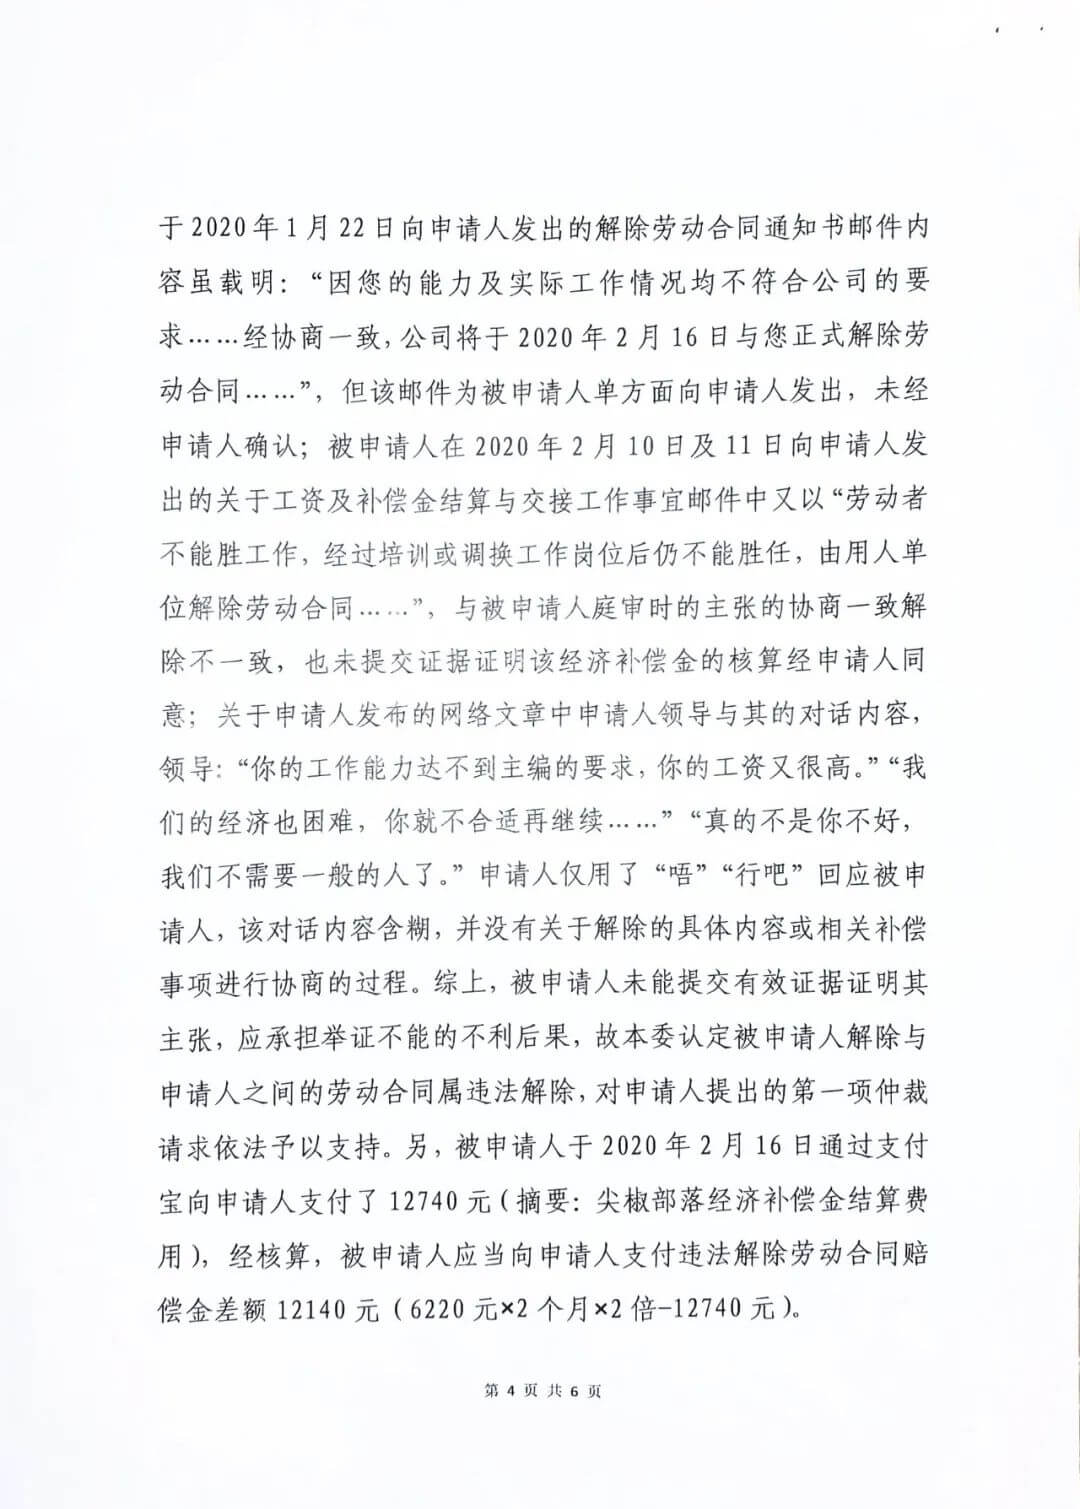 于2020年1月22日向申请人发出的解除劳动合同通知书邮件内
容虽载明：“因您的能力及实际工作情况均不符合公司的要
求……经协商一致，公司将于2020年2月16日与您正式解除劳
动合同……”，但该邮件为被申请人单方面向申请人发出，未经
申请人确认；被申请人在2020年2月10日及11日向申请人发
出的关于工资及补偿金结算与交接工作事宜邮件中又以“劳动者
不能胜工作，经过培训或调换工作岗位后仍不能胜任，由用人单
位解除劳动合同……”，与被申请人庭审时的主张的协商一致解
除不一致，也未提交证据证明该经济补偿金的核算经申请人同
意；关于申请人发布的网络文章中申请人领导与其的对话内容，
领导：“你的工作能力达不到主编的要求，你的工资又很高。”“我
们的经济也困难，你就不合适再继续……”“真的不是你不好，
我们不需要一般的人了。”申请人仅用了“唔”“行吧”回应被申
请人，该对话内容含糊，并没有关于解除的具体内容或相关补偿
事项进行协商的过程。综上，被申请人未能提交有效证据证明其
主张，应承担举证不能的不利后果，故本委认定被申请人解除与
申请人之间的劳动合同属违法解除，对申请人提出的第一项仲裁
请求依法予以支持。另，被申请人于2020年2月16日通过支付
宝向申请人支付了12740元（摘要：尖椒部落经济补偿金结算费
用），经核算，被申请人应当向申请人支付违法解除劳动合同赔
偿金差额12140元（6220元×2个月×2倍-12740元）。
第4页共6页